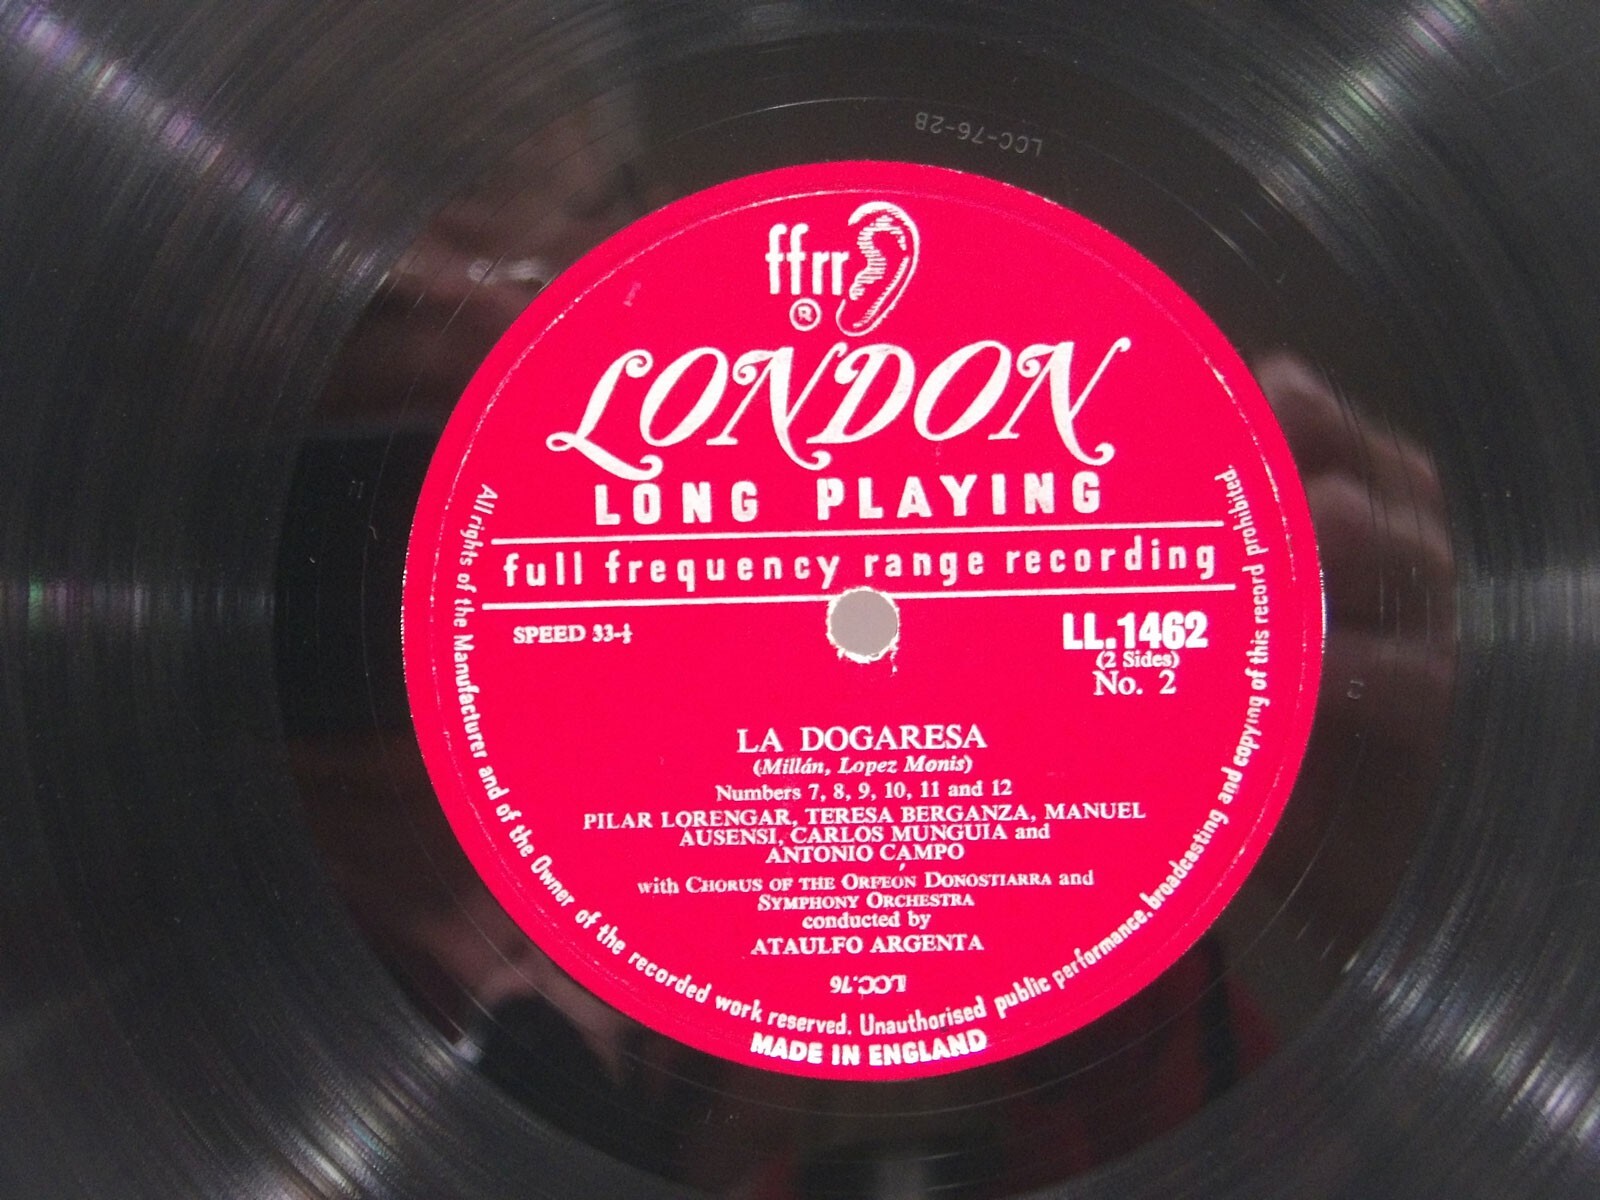 LCC-76-2B
ffrr
®
LONDON
LONG PLAYING
full frequency range recording
SPEED 33-⅓
LL.1462
(2 Sides)
No. 2
LA DOGARESA
(Millán, Lopez Monis)
Numbers 7, 8, 9, 10, 11 and 12
PILAR LORENGAR, TERESA BERGANZA, MANUEL
AUSENSI, CARLOS MUNGUIA and
ANTONIO CAMPO
with CHORUS OF THE ORFEÓN DONOSTIARRA and
SYMPHONY ORCHESTRA
conducted by
ATAULFO ARGENTA
LCC.76
All rights of the Manufacturer and of the Owner of the recorded work reserved. Unauthorised public performance, broadcasting and copying of this record prohibited.
MADE IN ENGLAND